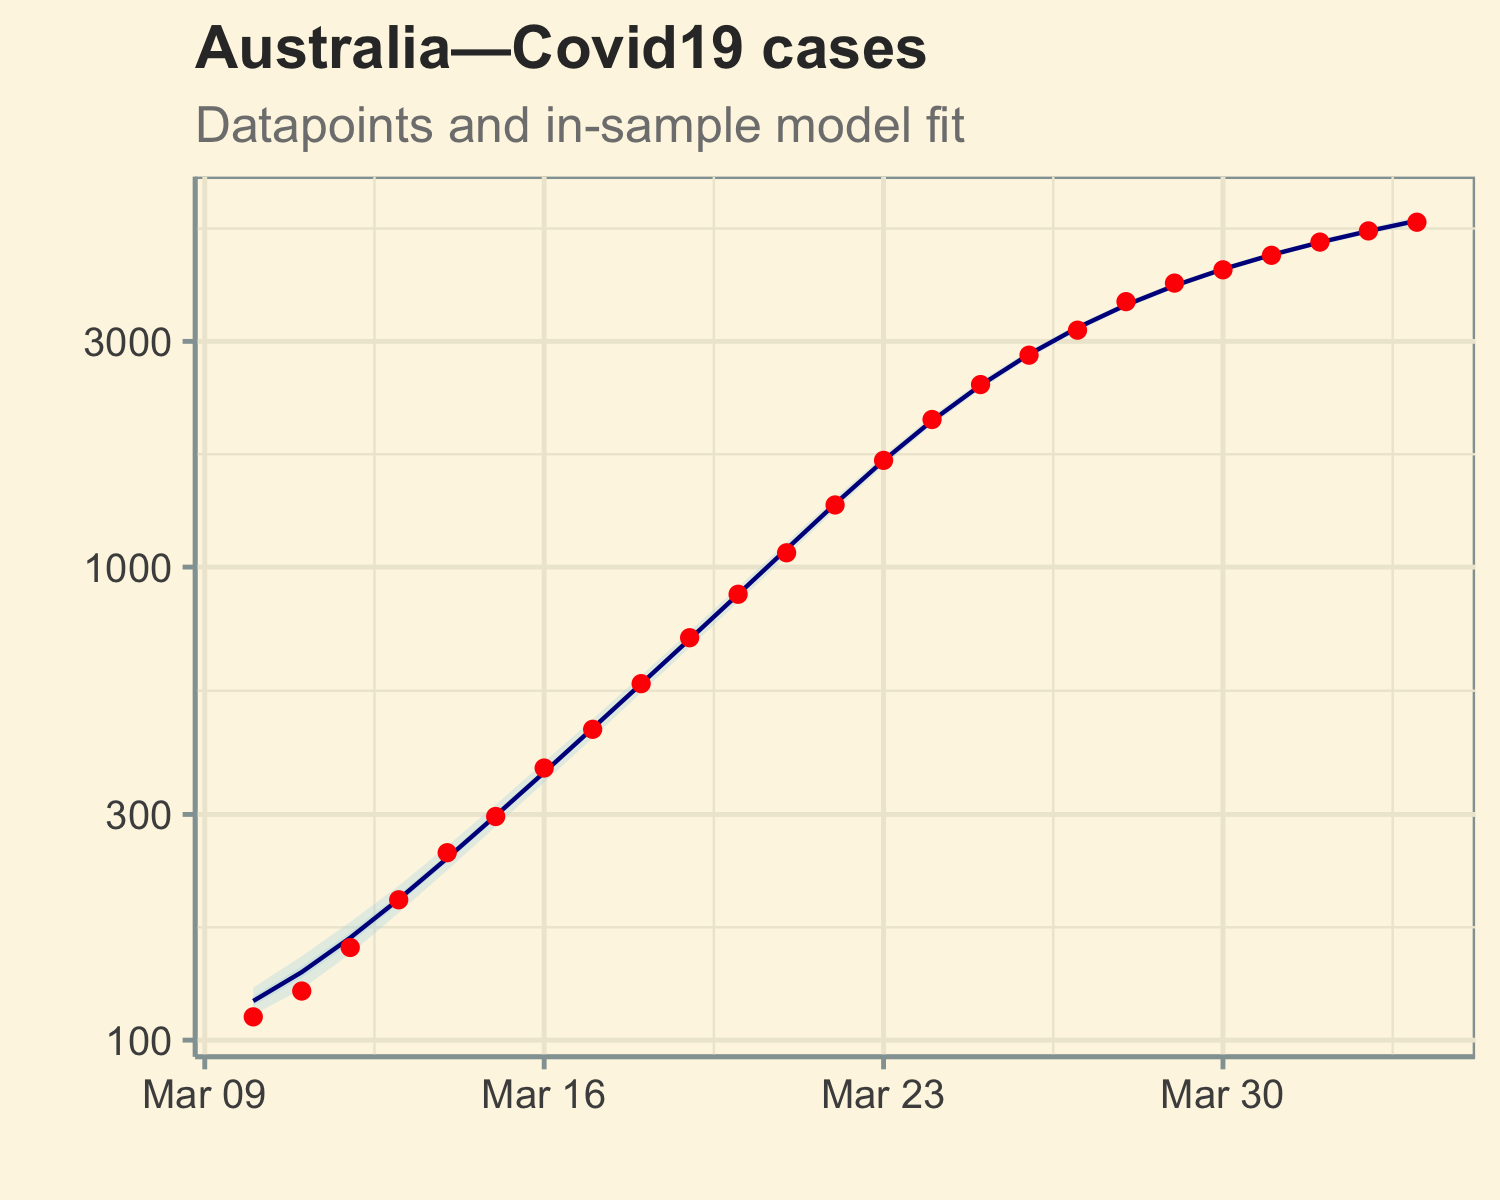 Australia—Covid19 cases
Datapoints and in-sample model fit
3000
1000
300
100
Mar 09
Mar 16
Mar 23
Mar 30